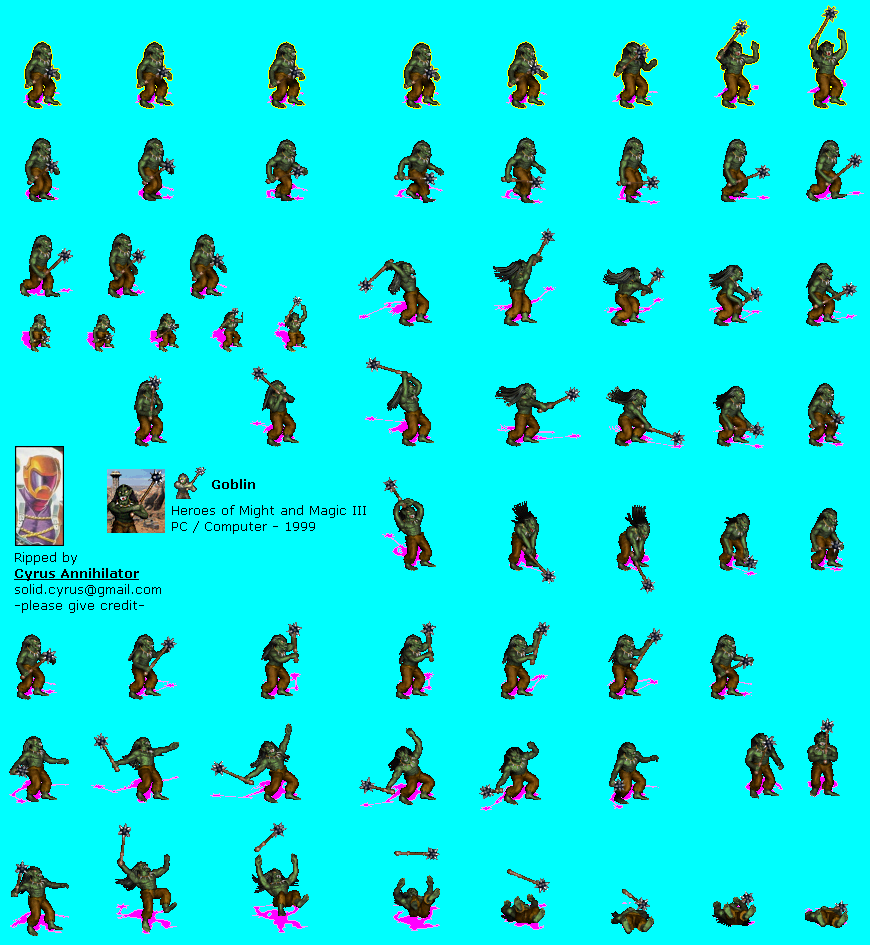 Goblin
Heroes of Might and Magic III
PC / Computer - 1999
Ripped by
Cyrus Annihilator
solid.cyrus@gmail.com
-please give credit-